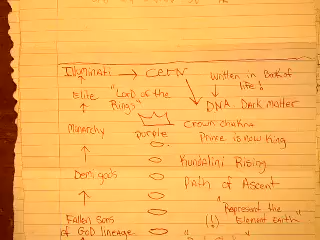 Illuminati → CERN
Written in Book of
life!
Elite "Lord of the
Rings"
DNA Dark matter
Crown chakra
Monarchy purple Prince is now King
Kundalini Rising
Demi gods Path of Ascent
"Represent the
Element earth"
Fallen sons
of GOD lineage